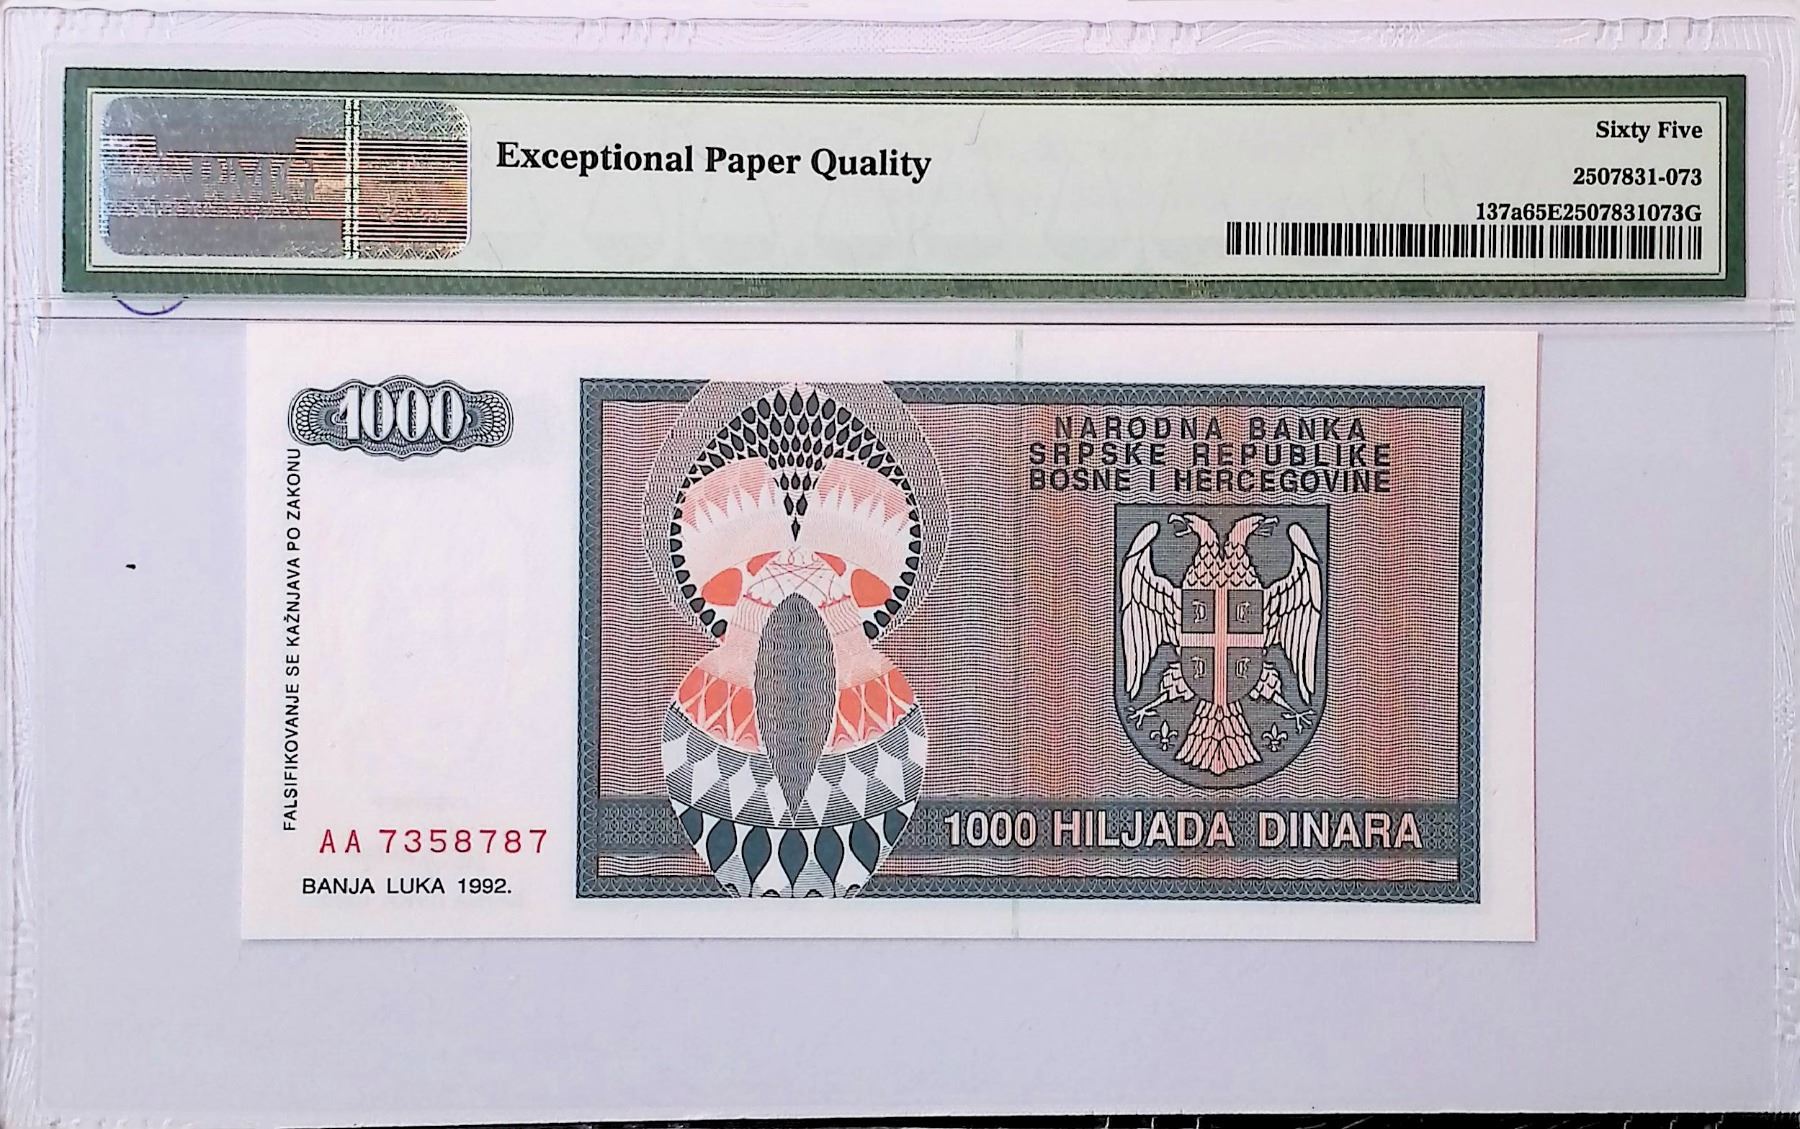 PMG
Exceptional Paper Quality
Sixty Five
2507831-073
137a65E2507831073G
1000
FALSIFIKOVANJE SE KAŽNJAVA PO ZAKONU
NARODNA BANKA
SRPSKE REPUBLIKE
BOSNE I HERCEGOVINE
1000 HILJADA DINARA
AA 7358787
BANJA LUKA 1992.